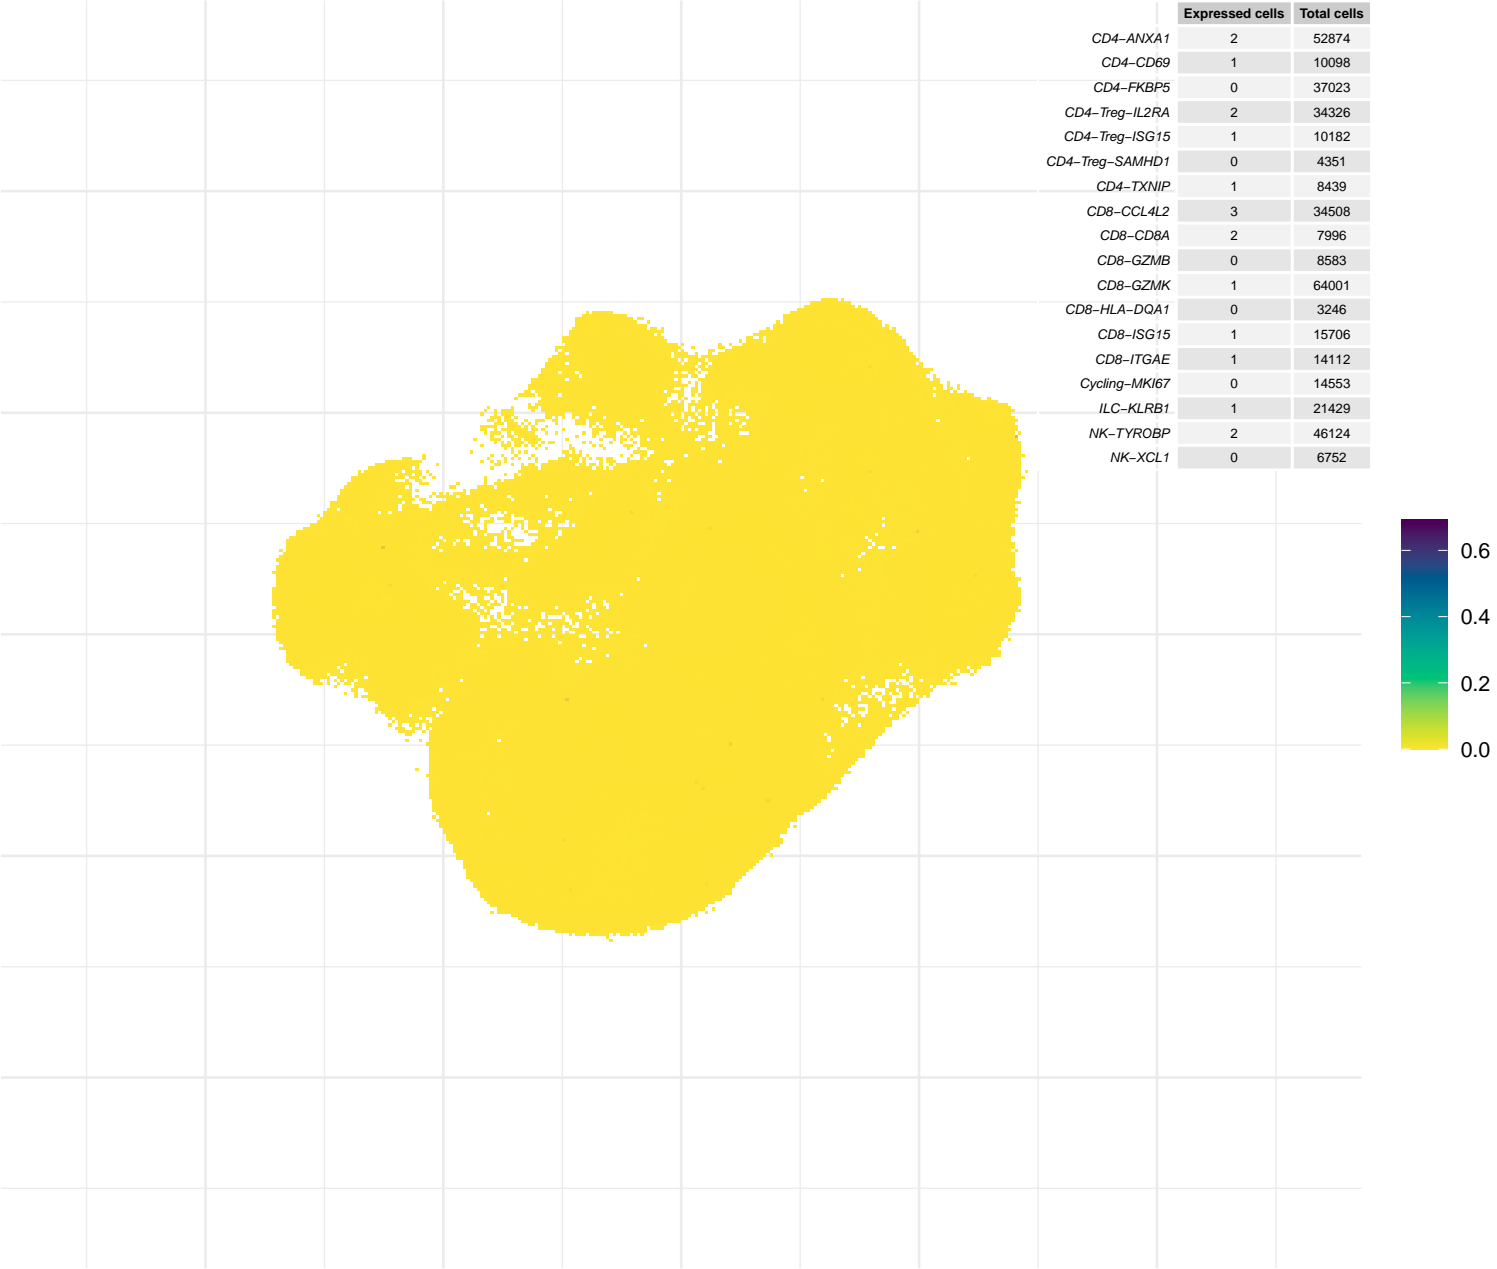 Expressed cells Total cells
CD4−ANXA1 2 52874
CD4−CD69 1 10098
CD4−FKBP5 0 37023
CD4−Treg−IL2RA 2 34326
CD4−Treg−ISG15 1 10182
CD4−Treg−SAMHD1 0 4351
CD4−TXNIP 1 8439
CD8−CCL4L2 3 34508
CD8−CD8A 2 7996
CD8−GZMB 0 8583
CD8−GZMK 1 64001
CD8−HLA−DQA1 0 3246
CD8−ISG15 1 15706
CD8−ITGAE 1 14112
Cycling−MKI67 0 14553
ILC−KLRB1 1 21429
NK−TYROBP 2 46124
NK−XCL1 0 6752
0.6
0.4
0.2
0.0